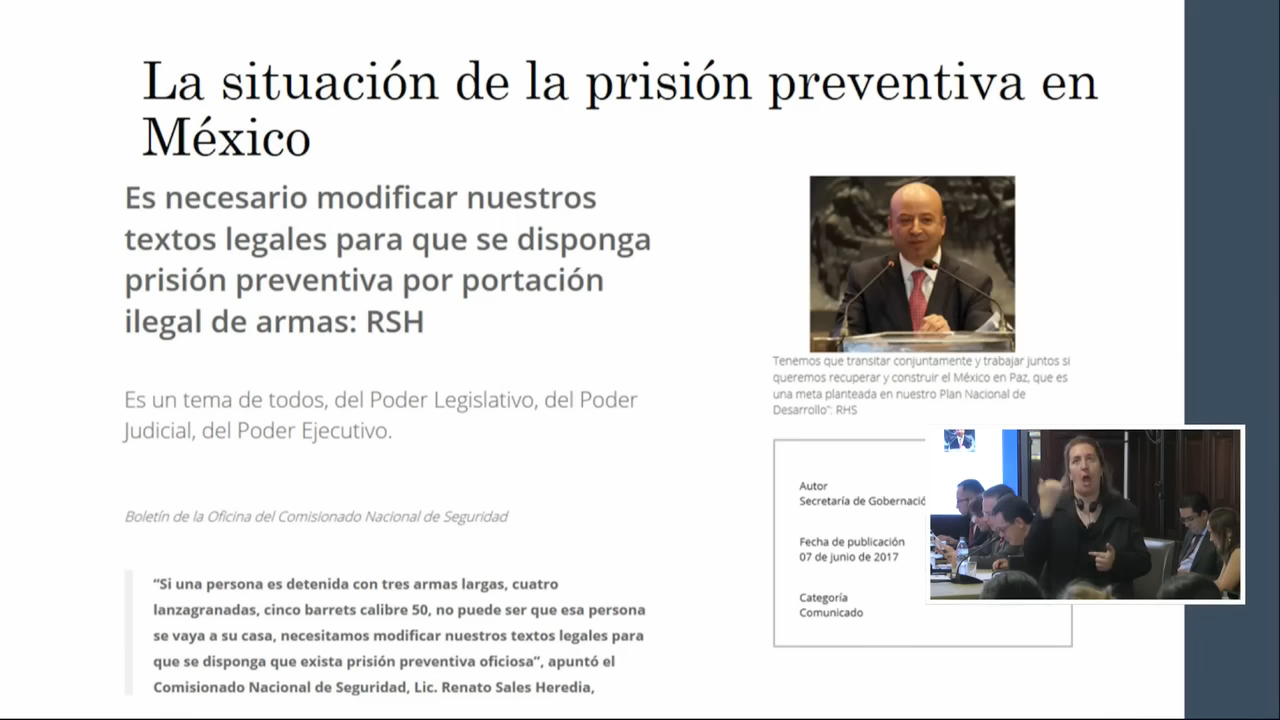 La situación de la prisión preventiva en
México
Es necesario modificar nuestros
textos legales para que se disponga
prisión preventiva por portación
ilegal de armas: RSH
Es un tema de todos, del Poder Legislativo, del Poder
Judicial, del Poder Ejecutivo.
Boletín de la Oficina del Comisionado Nacional de Seguridad
“Si una persona es detenida con tres armas largas, cuatro
lanzagranadas, cinco barrets calibre 50, no puede ser que esa persona
se vaya a su casa, necesitamos modificar nuestros textos legales para
que se disponga que exista prisión preventiva oficiosa”, apuntó el
Comisionado Nacional de Seguridad, Lic. Renato Sales Heredia,
Tenemos que transitar conjuntamente y trabajar juntos si
queremos recuperar y construir el México en Paz, que es
una meta planteada en nuestro Plan Nacional de
Desarrollo”: RHS
Autor
Secretaría de Gobernació
Fecha de publicación
07 de junio de 2017
Categoría
Comunicado